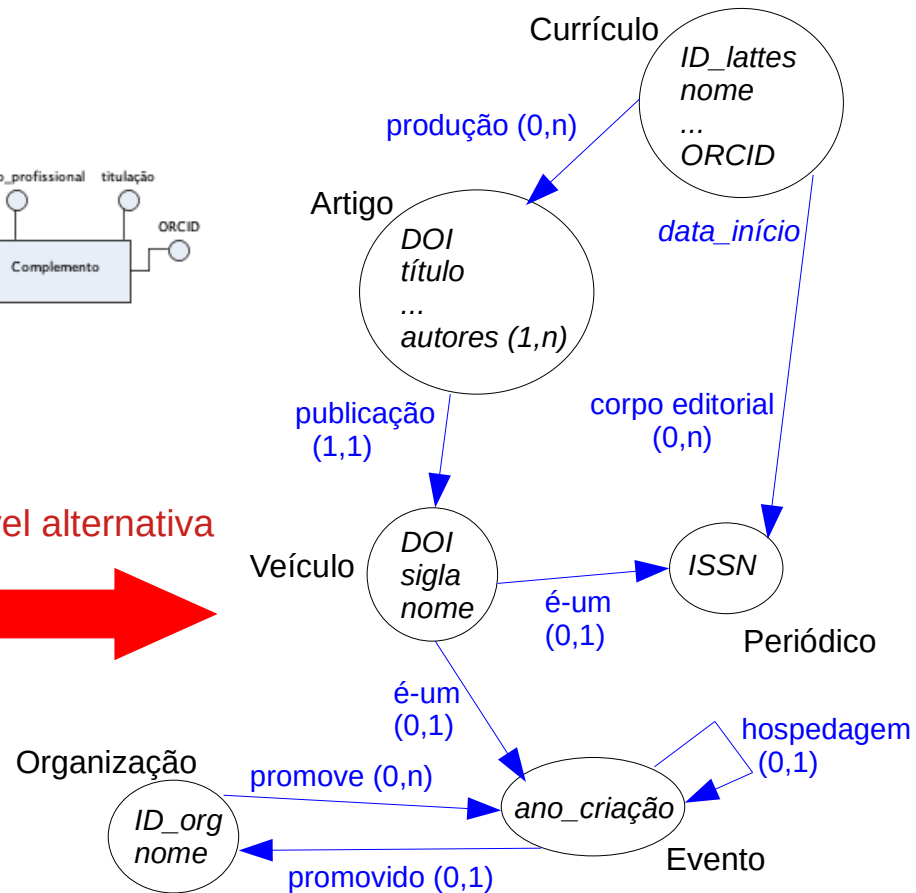 Currículo
ID_lattes
nome
...
ORCID
produção (0,n)
titulação
ORCID
Complemento
Artigo
DOI
título
...
autores (1,n)
data_início
publicação
(1,1)
corpo editorial
(0,n)
alternativa
Veículo
DOI
sigla
nome
é-um
(0,1)
ISSN
Periódico
é-um
(0,1)
hospedagem
(0,1)
Organização
promove (0,n)
ID_org
nome
ano_criação
Evento
promovido (0,1)